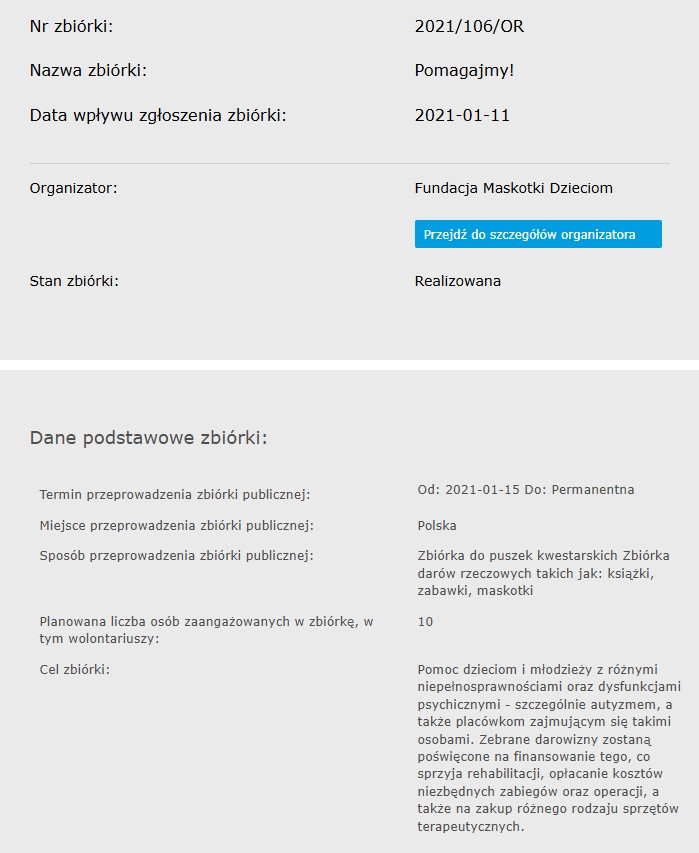 Nr zbiórki: 2021/106/OR
Nazwa zbiórki: Pomagajmy!
Data wpływu zgłoszenia zbiórki: 2021-01-11
Organizator: Fundacja Maskotki Dzieciom
Przejdź do szczegółów organizatora
Stan zbiórki: Realizowana
Dane podstawowe zbiórki:
Termin przeprowadzenia zbiórki publicznej: Od: 2021-01-15 Do: Permanentna
Miejsce przeprowadzenia zbiórki publicznej: Polska
Sposób przeprowadzenia zbiórki publicznej: Zbiórka do puszek kwestarskich Zbiórka
darów rzeczowych takich jak: książki,
zabawki, maskotki
Planowana liczba osób zaangażowanych w zbiórkę, w 10
tym wolontariuszy:
Cel zbiórki: Pomoc dzieciom i młodzieży z różnymi
niepełnosprawnościami oraz dysfunkcjami
psychicznymi - szczególnie autyzmem, a
także placówkom zajmującym się takimi
osobami. Zebrane darowizny zostaną
poświęcone na finansowanie tego, co
sprzyja rehabilitacji, opłacanie kosztów
niezbędnych zabiegów oraz operacji, a
także na zakup różnego rodzaju sprzętów
terapeutycznych.